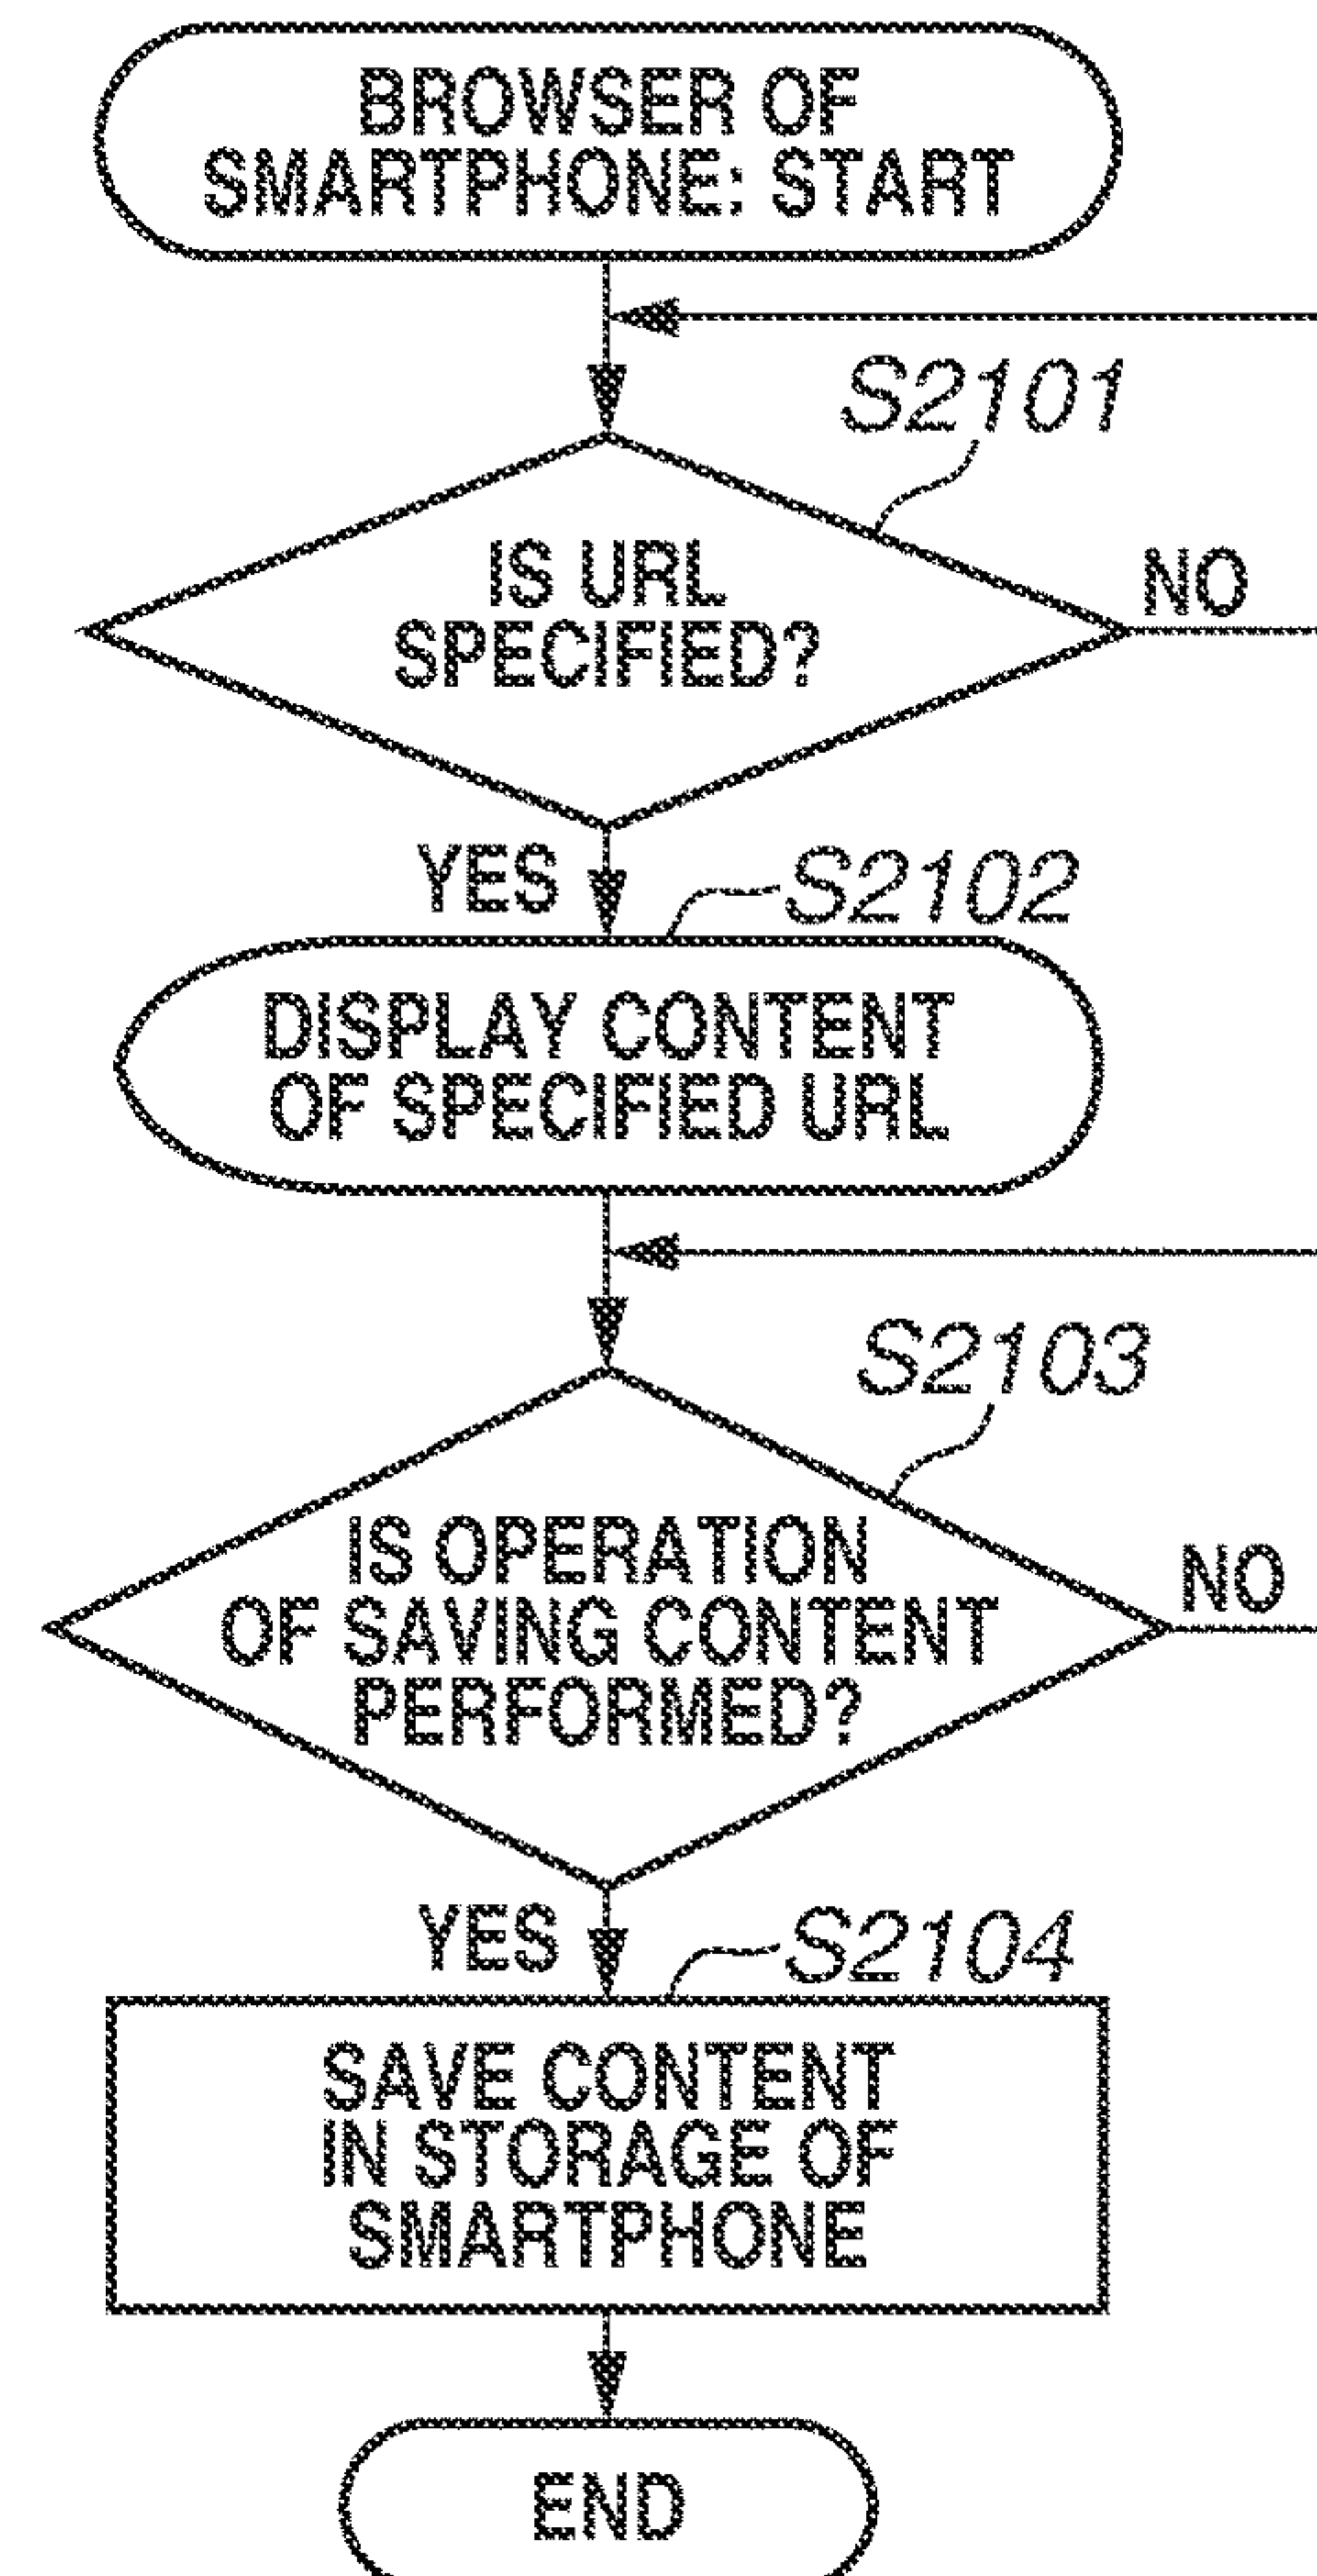 BROWSER OF
SMARTPHONE: START
S2101
IS URL
SPECIFIED?
NO
YES
S2102
DISPLAY CONTENT
OF SPECIFIED URL
S2103
IS OPERATION
OF SAVING CONTENT
PERFORMED?
NO
YES
S2104
SAVE CONTENT
IN STORAGE OF
SMARTPHONE
END